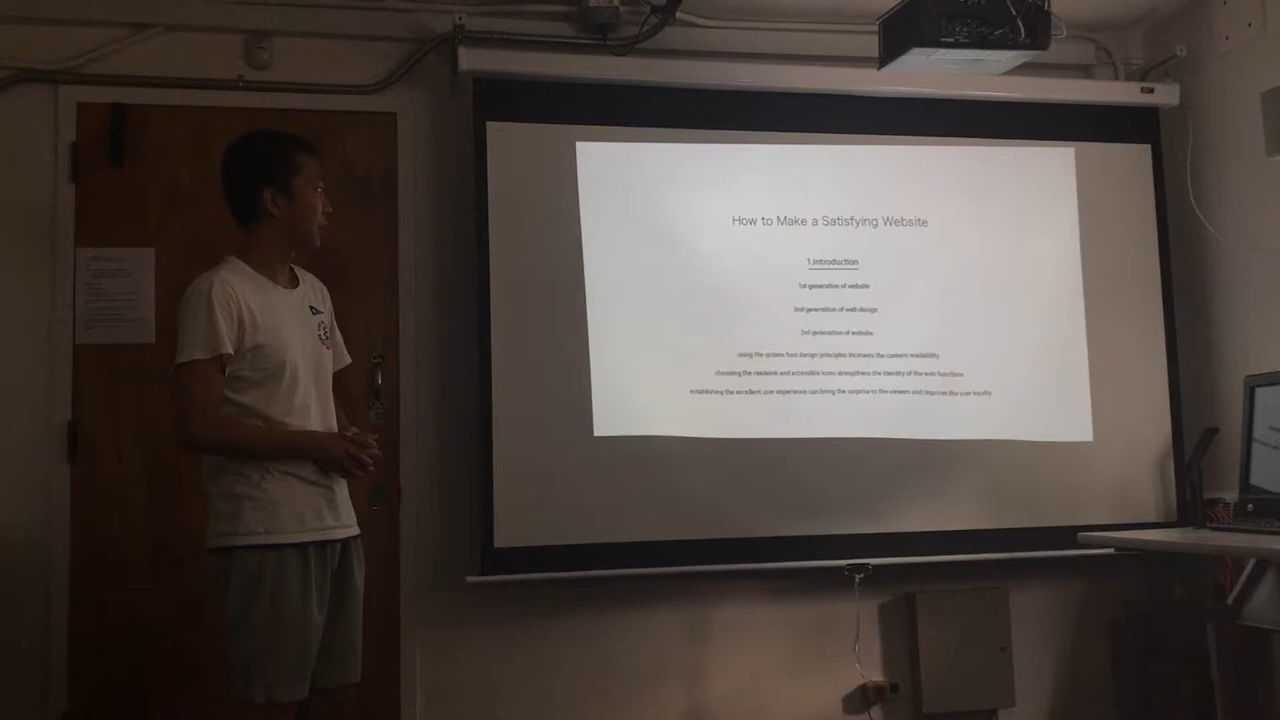 How to Make a Satisfying Website
1.Introduction
1st generation of website
2nd generation of web design
3rd generation of website
using the system font design principles increases the content readability
choosing the readable and accessible icons strengthens the identity of the web functions
establishing the excellent user experience can bring the surprise to the viewers and improve the user loyalty